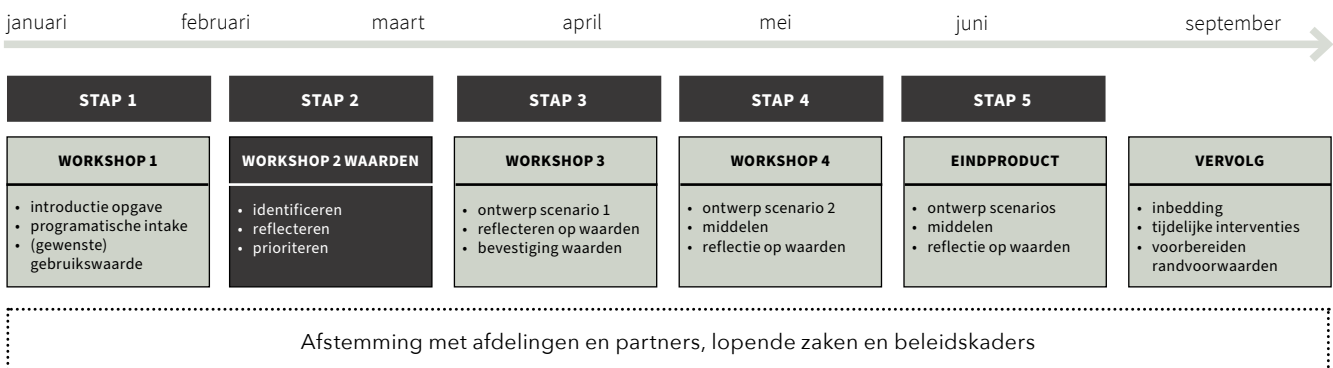 januari februari maart april mei juni september
STAP 1 STAP 2 STAP 3 STAP 4 STAP 5
WORKSHOP 1
• introductie opgave
• programatische intake
• (gewenste)
gebruikswaarde
WORKSHOP 2 WAARDEN
• identificeren
• reflecteren
• prioriteren
WORKSHOP 3
• ontwerp scenario 1
• reflecteren op waarden
• bevestiging waarden
WORKSHOP 4
• ontwerp scenario 2
• middelen
• reflectie op waarden
EINDPRODUCT
• ontwerp scenarios
• middelen
• reflectie op waarden
VERVOLG
• inbedding
• tijdelijke interventies
• voorbereiden
randvoorwaarden
Afstemming met afdelingen en partners, lopende zaken en beleidskaders